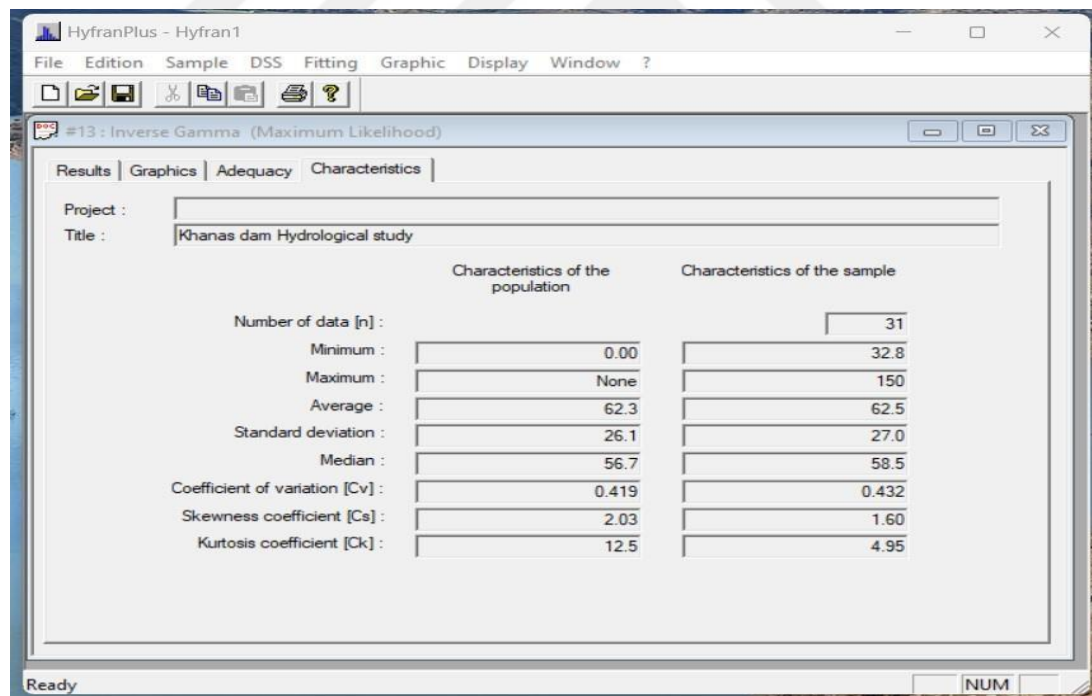 HyfranPlus - Hyfran1
File Edition Sample DSS Fitting Graphic Display Window ?
#13 : Inverse Gamma (Maximum Likelihood)
Results Graphics Adequacy Characteristics
Project :
Title : Khanas dam Hydrological study
Characteristics of the population Characteristics of the sample
Number of data [n] : 31
Minimum : 0.00 32.8
Maximum : None 150
Average : 62.3 62.5
Standard deviation : 26.1 27.0
Median : 56.7 58.5
Coefficient of variation [Cv] : 0.419 0.432
Skewness coefficient [Cs] : 2.03 1.60
Kurtosis coefficient [Ck] : 12.5 4.95
Ready NUM